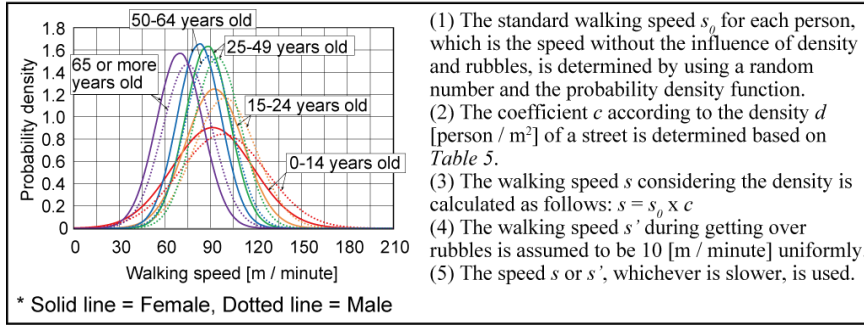 50-64 years old
25-49 years old
65 or more
years old
15-24 years old
0-14 years old
Probability density
1.8
1.6
1.4
1.2
1.0
0.8
0.6
0.4
0.2
0
0 30 60 90 120 150 180 210
Walking speed [m / minute]
* Solid line = Female, Dotted line = Male
(1) The standard walking speed s₀ for each person,
which is the speed without the influence of density
and rubbles, is determined by using a random
number and the probability density function.
(2) The coefficient c according to the density d
[person / m²] of a street is determined based on
Table 5.
(3) The walking speed s considering the density is
calculated as follows: s = s₀ x c
(4) The walking speed s’ during getting over
rubbles is assumed to be 10 [m / minute] uniformly.
(5) The speed s or s’, whichever is slower, is used.